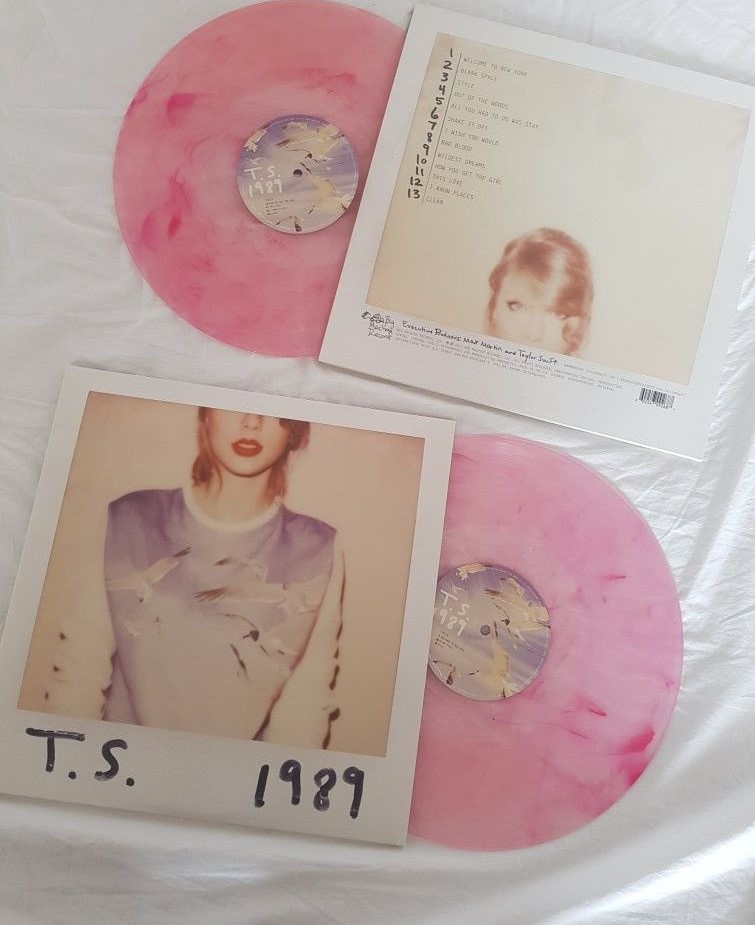 T.S.
1989
1 WELCOME TO NEW YORK
2 BLANK SPACE
3 STYLE
4 OUT OF THE WOODS
5 ALL YOU HAD TO DO WAS STAY
6 SHAKE IT OFF
7 I WISH YOU WOULD
8 BAD BLOOD
9 WILDEST DREAMS
10 HOW YOU GET THE GIRL
11 THIS LOVE
12 I KNOW PLACES
13 CLEAN
Big
Machine
Records
Executive Producers: Max Martin and Taylor Swift
T.S. 1989
T.S.
1989